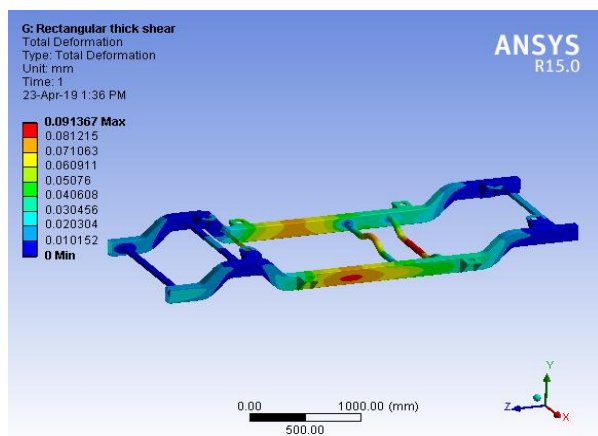 G: Rectangular thick shear
Total Deformation
Type: Total Deformation
Unit: mm
Time: 1
23-Apr-19 1:36 PM
ANSYS
R15.0
0.091367 Max
0.081215
0.071063
0.060911
0.05076
0.040608
0.030456
0.020304
0.010152
0 Min
0.00 1000.00 (mm)
500.00
Y
Z
X